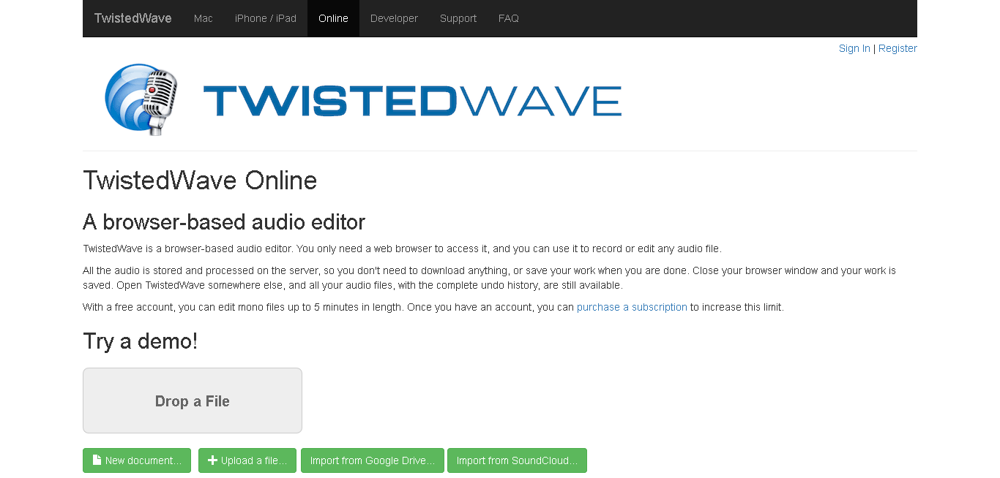 TwistedWave Mac iPhone / iPad Online Developer Support FAQ
Sign In | Register
TWISTEDWAVE
TwistedWave Online
A browser-based audio editor
TwistedWave is a browser-based audio editor. You only need a web browser to access it, and you can use it to record or edit any audio file.
All the audio is stored and processed on the server, so you don't need to download anything, or save your work when you are done. Close your browser window and your work is
saved. Open TwistedWave somewhere else, and all your audio files, with the complete undo history, are still available.
With a free account, you can edit mono files up to 5 minutes in length. Once you have an account, you can purchase a subscription to increase this limit.
Try a demo!
Drop a File
New document... Upload a file... Import from Google Drive... Import from SoundCloud...